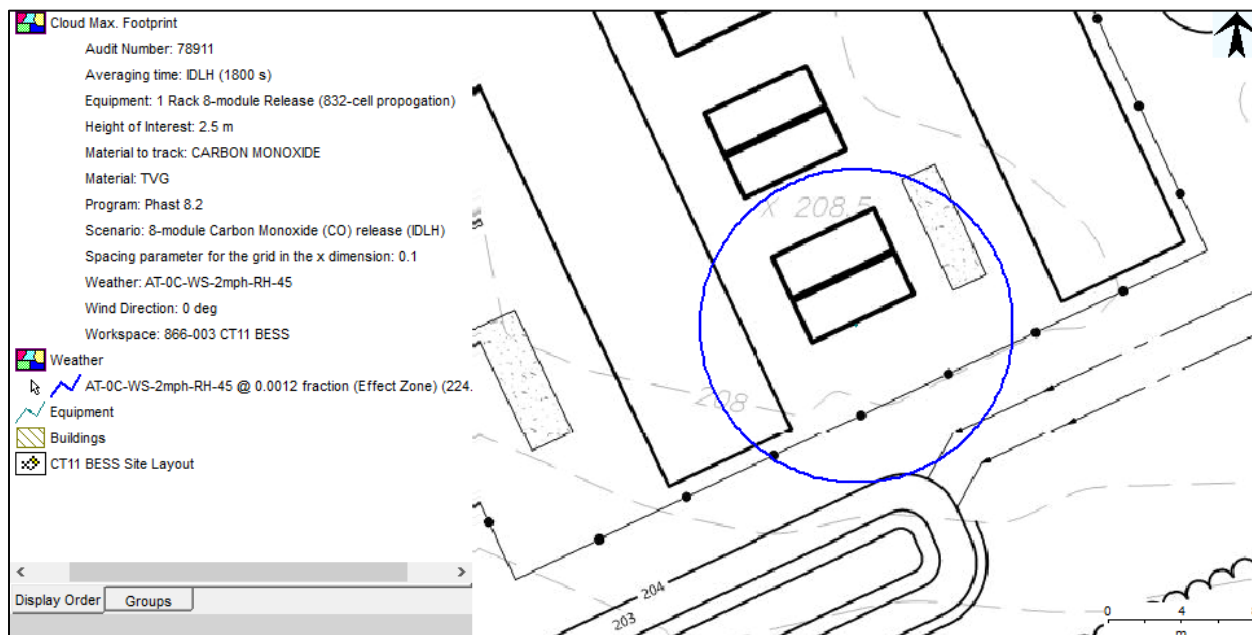 Cloud Max. Footprint
Audit Number: 78911
Averaging time: IDLH (1800 s)
Equipment: 1 Rack 8-module Release (832-cell propogation)
Height of Interest: 2.5 m
Material to track: CARBON MONOXIDE
Material: TVG
Program: Phast 8.2
Scenario: 8-module Carbon Monoxide (CO) release (IDLH)
Spacing parameter for the grid in the x dimension: 0.1
Weather: AT-0C-WS-2mph-RH-45
Wind Direction: 0 deg
Workspace: 866-003 CT11 BESS
Weather
AT-0C-WS-2mph-RH-45 @ 0.0012 fraction (Effect Zone) (224.
Equipment
Buildings
CT11 BESS Site Layout
Display Order Groups
X 208.5
208
204
203
0 4
m